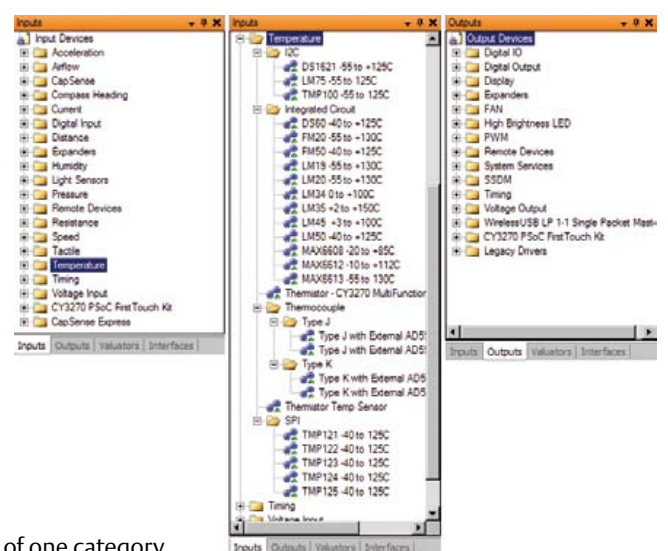 Inputs
Input Devices
Acceleration
Airflow
CapSense
Compass Heading
Current
Digital Input
Distance
Expanders
Humidity
Light Sensors
Pressure
Remote Devices
Resistance
Speed
Tactile
Temperature
Timing
Voltage Input
CY3270 PSoC FirstTouch Kit
CapSense Express
Inputs Outputs Valuators Interfaces
Inputs
Temperature
I2C
DS1621 -55 to +125C
LM75 -55 to 125C
TMP100 -55 to 125C
Integrated Circuit
DS60 -40 to +125C
FM20 -55 to +130C
FM50 -40 to +125C
LM19 -55 to +130C
LM20 -55 to +130C
LM34 0 to +100C
LM35 +2 to +150C
LM45 +3 to +100C
LM50 -40 to +125C
MAX6608 -20 to +85C
MAX6612 -10 to +112C
MAX6613 -55 to 130C
Thermistor - CY3270 MultiFunction
Thermocouple
Type J
Type J with External AD5
Type J with External AD5
Type K
Type K with External AD5
Type K with External AD5
Thermistor Temp Sensor
SPI
TMP121 -40 to 125C
TMP122 -40 to 125C
TMP123 -40 to 125C
TMP124 -40 to 125C
TMP125 -40 to 125C
Timing
Voltage Input
Inputs Outputs Valuators Interfaces
Outputs
Output Devices
Digital IO
Digital Output
Display
Expanders
FAN
High Brightness LED
PWM
Remote Devices
System Services
SSDM
Timing
Voltage Output
WirelessUSB LP 1-1 Single Packet Mast
CY3270 PSoC FirstTouch Kit
Legacy Drivers
Inputs Outputs Valuators Interfaces
of one category